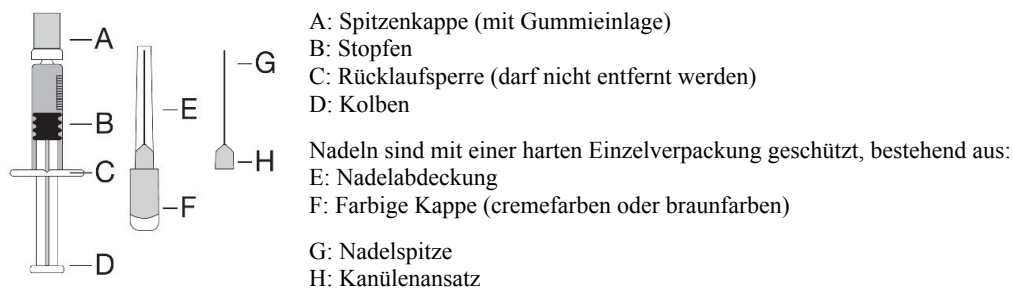 A
B
C
D
E
F
G
H
A: Spitzenkappe (mit Gummieinlage)
B: Stopfen
C: Rücklaufsperre (darf nicht entfernt werden)
D: Kolben
Nadeln sind mit einer harten Einzelverpackung geschützt, bestehend aus:
E: Nadelabdeckung
F: Farbige Kappe (cremefarben oder braunfarben)
G: Nadelspitze
H: Kanülenansatz